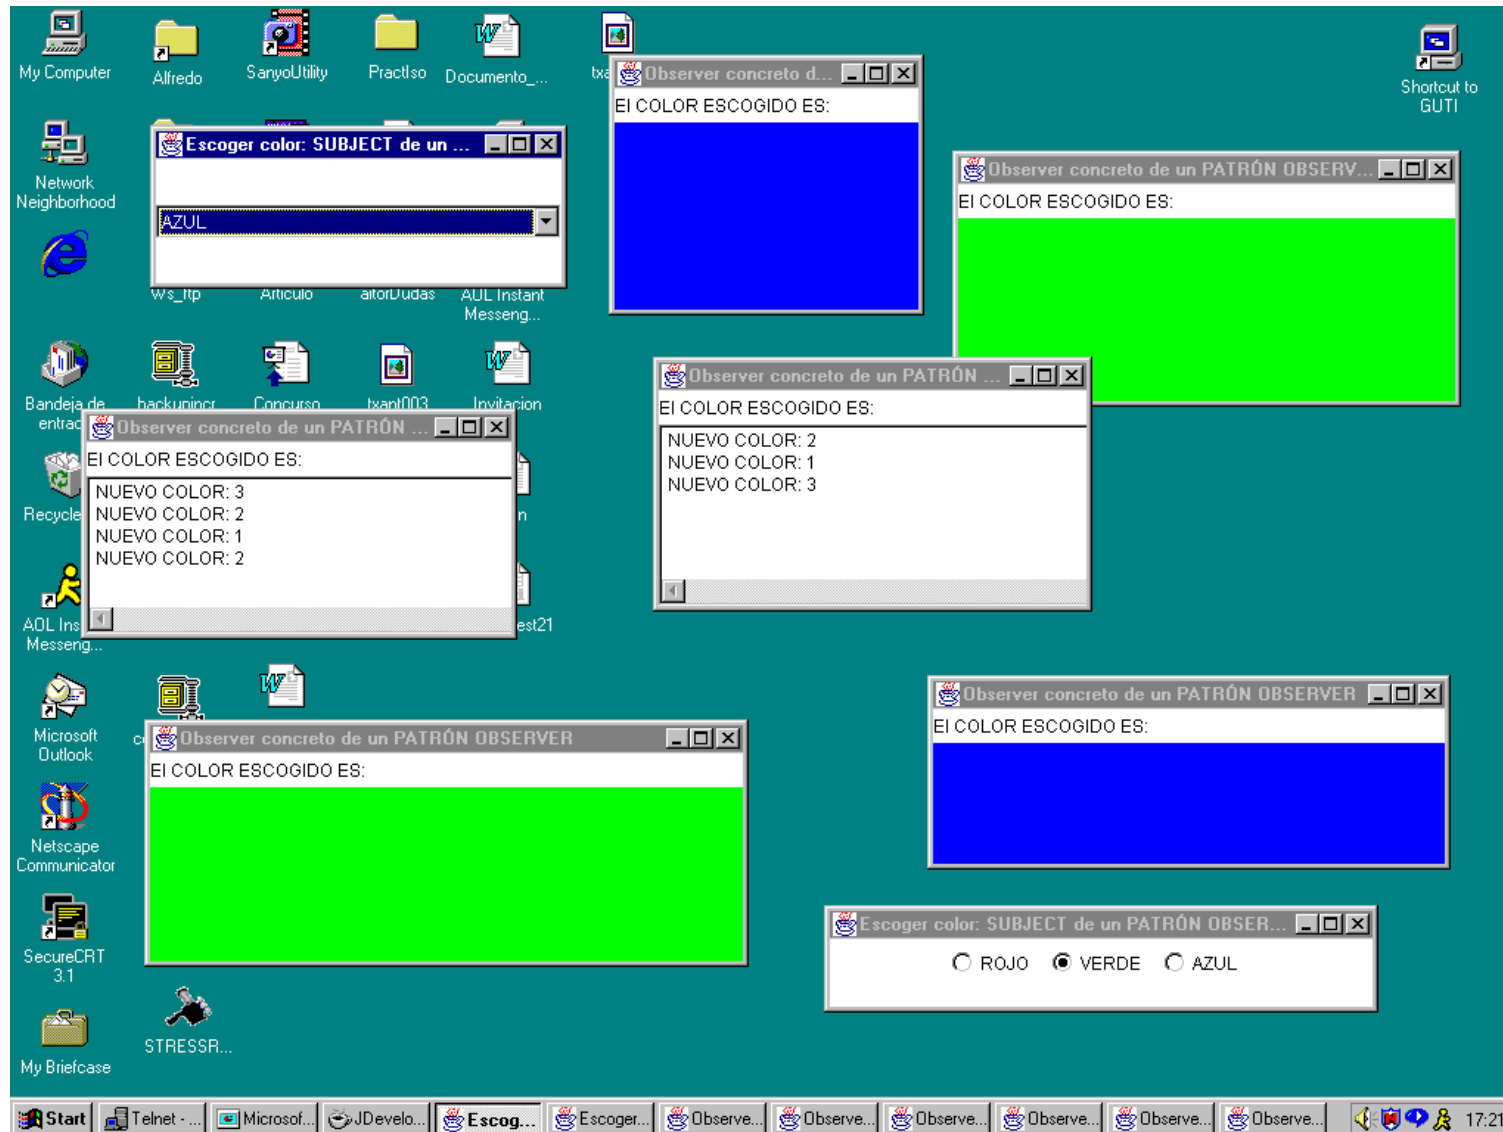 My Computer
Alfredo
SanyoUtility
PractIso
Documento_...
Shortcut to
GUTI
Observer concreto d...
El COLOR ESCOGIDO ES:
Escoger color: SUBJECT de un ...
AZUL
Network
Neighborhood
Observer concreto de un PATRÓN OBSERV...
El COLOR ESCOGIDO ES:
Ws_ftp
Articulo
aitorDudas
AOL Instant
Messeng...
Observer concreto de un PATRÓN ...
El COLOR ESCOGIDO ES:
NUEVO COLOR: 2
NUEVO COLOR: 1
NUEVO COLOR: 3
Bandeja de
entrad
backupincr
Concurso
txant003
Invitacion
Observer concreto de un PATRÓN ...
El COLOR ESCOGIDO ES:
NUEVO COLOR: 3
NUEVO COLOR: 2
NUEVO COLOR: 1
NUEVO COLOR: 2
Recycle
AOL Ins
Messeng...
est21
Microsoft
Outlook
Observer concreto de un PATRÓN OBSERVER
El COLOR ESCOGIDO ES:
Observer concreto de un PATRÓN OBSERVER
El COLOR ESCOGIDO ES:
Netscape
Communicator
SecureCRT
3.1
Escoger color: SUBJECT de un PATRÓN OBSER...
ROJO VERDE AZUL
STRESSR...
My Briefcase
Start Telnet - ... Microsof... JDevelo... Escog... Escoger... Observe... Observe... Observe... Observe... Observe... Observe... 17:21